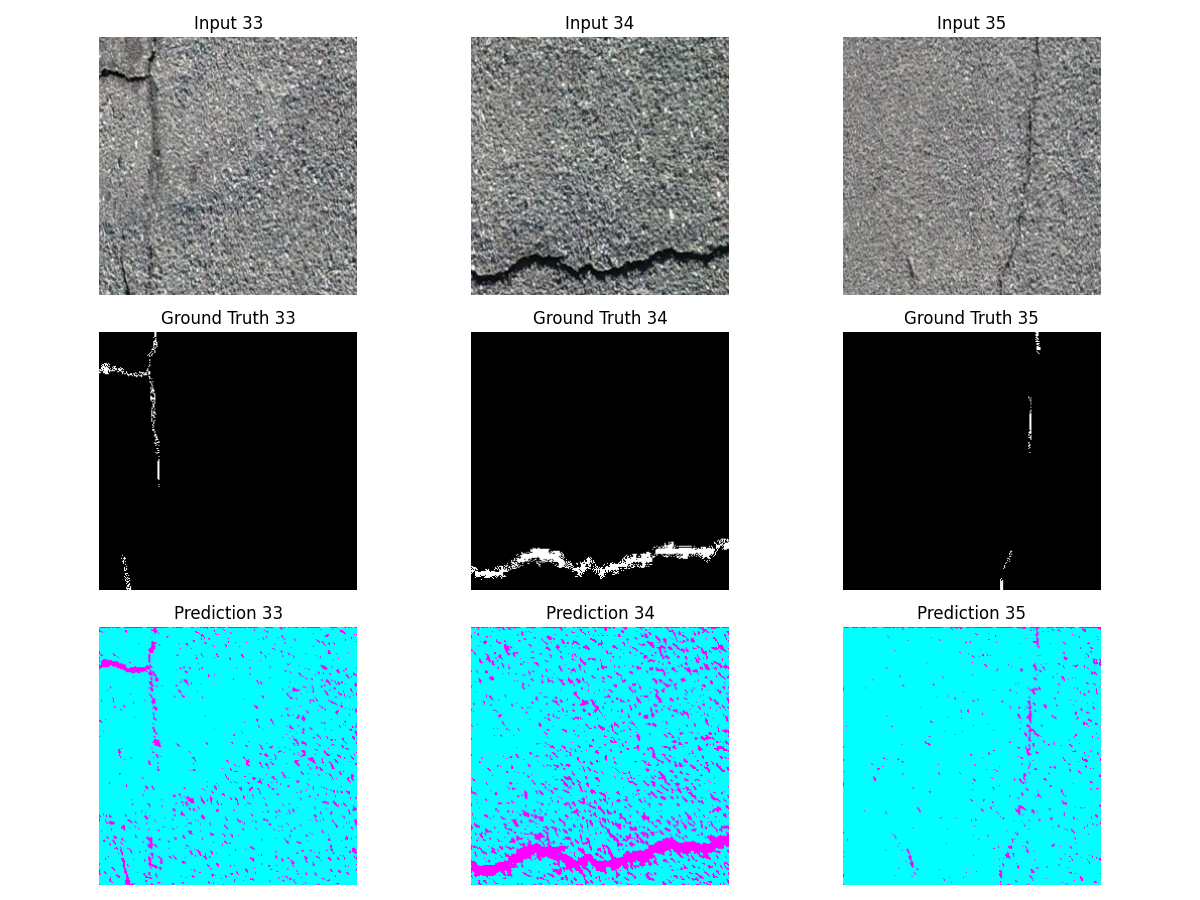 Input 33
Input 34
Input 35
Ground Truth 33
Ground Truth 34
Ground Truth 35
Prediction 33
Prediction 34
Prediction 35